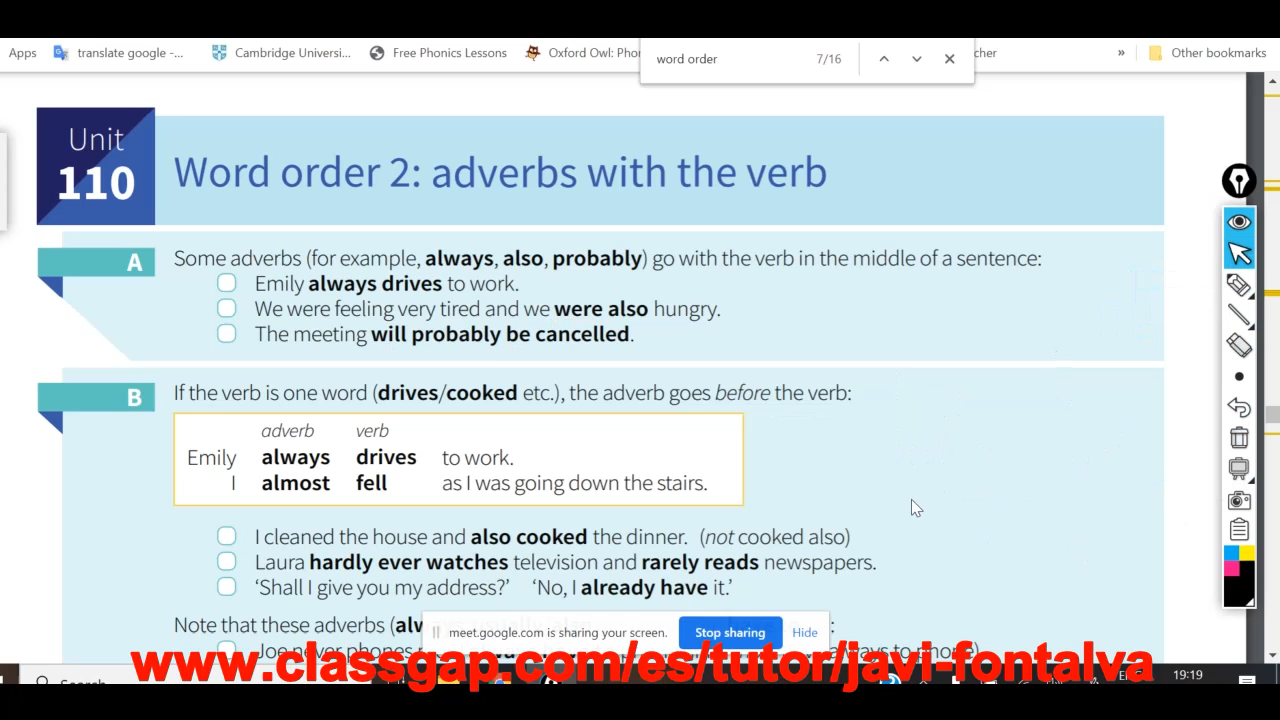 Apps translate google -... Cambridge Universi... Free Phonics Lessons Oxford Owl: Phon cher » Other bookmarks
word order 7/16
Unit
110
Word order 2: adverbs with the verb
A
Some adverbs (for example, always, also, probably) go with the verb in the middle of a sentence:
Emily always drives to work.
We were feeling very tired and we were also hungry.
The meeting will probably be cancelled.
B
If the verb is one word (drives/cooked etc.), the adverb goes before the verb:
adverb verb
Emily always drives to work.
I almost fell as I was going down the stairs.
I cleaned the house and also cooked the dinner. (not cooked also)
Laura hardly ever watches television and rarely reads newspapers.
‘Shall I give you my address?’ ‘No, I already have it.’
Note that these adverbs (alw
meet.google.com is sharing your screen. Stop sharing Hide
Joe never phones
www.classgap.com/es/tutor/javi-fontalva
Search
19:19